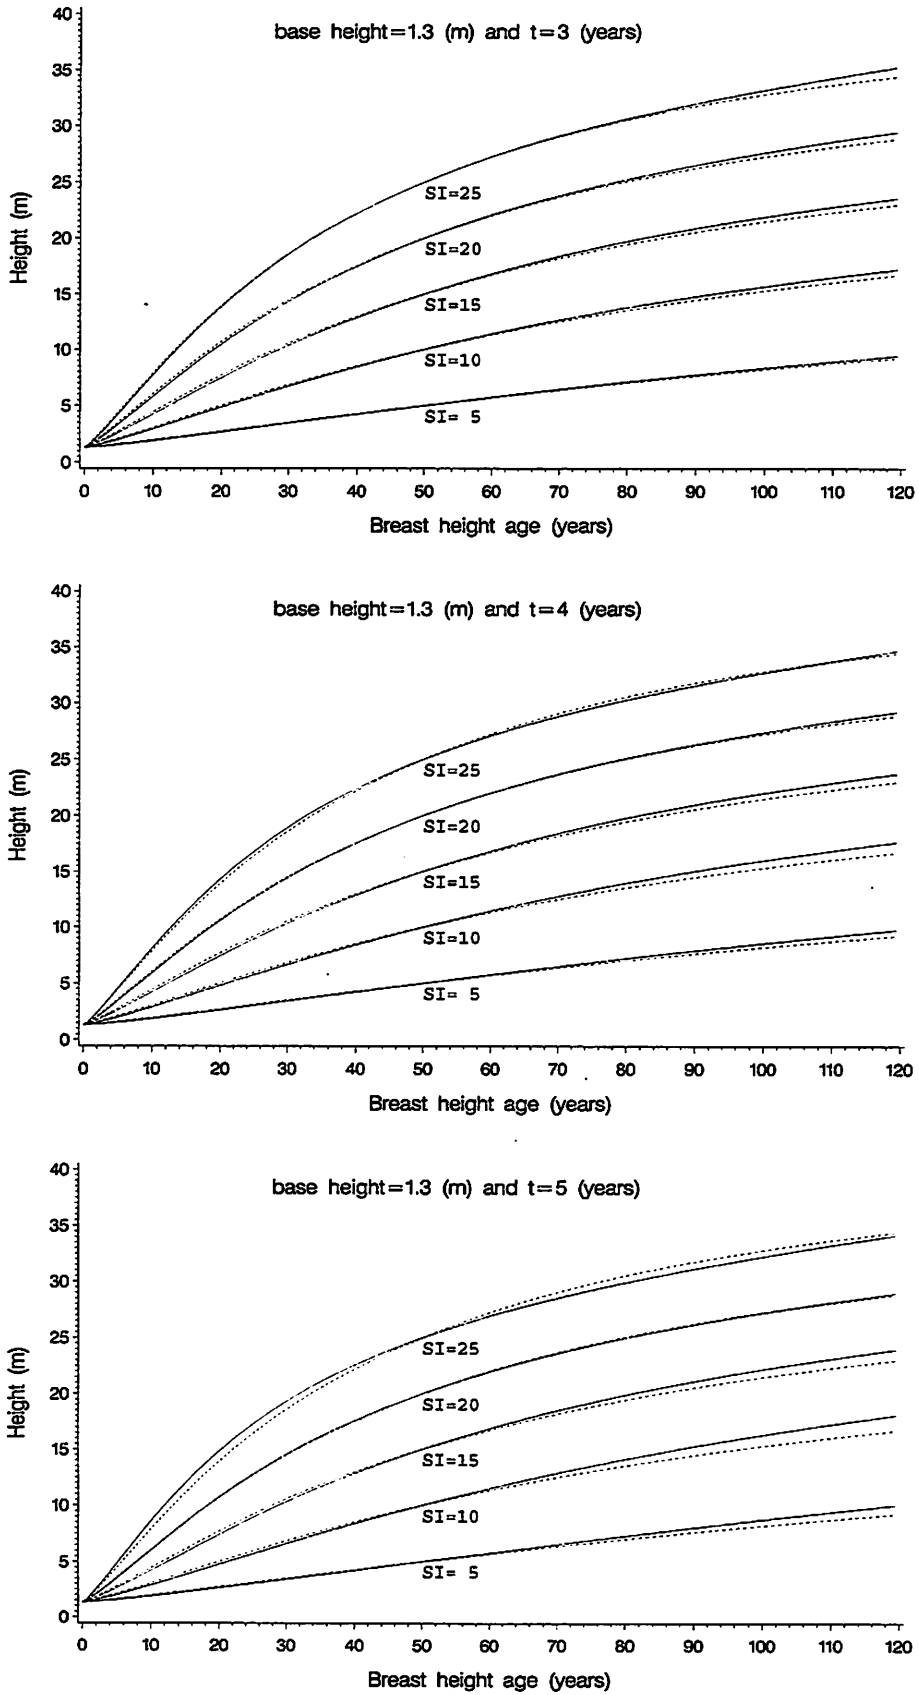 base height=1.3 (m) and t=3 (years)
40
35
30
25
20
15
10
5
0
Height (m)
SI=25
SI=20
SI=15
SI=10
SI= 5
0 10 20 30 40 50 60 70 80 90 100 110 120
Breast height age (years)
base height=1.3 (m) and t=4 (years)
40
35
30
25
20
15
10
5
0
Height (m)
SI=25
SI=20
SI=15
SI=10
SI= 5
0 10 20 30 40 50 60 70 80 90 100 110 120
Breast height age (years)
base height=1.3 (m) and t=5 (years)
40
35
30
25
20
15
10
5
0
Height (m)
SI=25
SI=20
SI=15
SI=10
SI= 5
0 10 20 30 40 50 60 70 80 90 100 110 120
Breast height age (years)